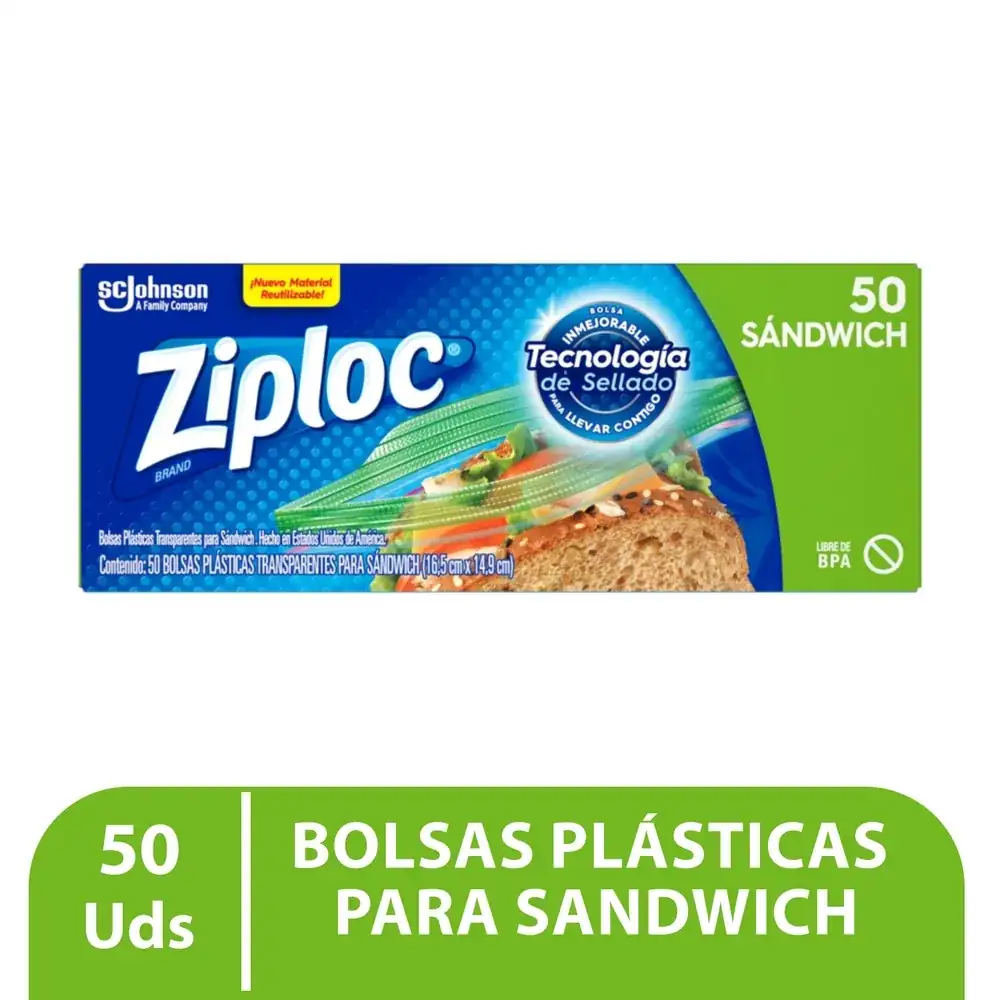 SCJohnson
A Family Company
¡Nuevo Material
Reutilizable!
Ziploc®
BRAND
BOLSA
INMEJORABLE
Tecnología
de Sellado
PARA LLEVAR CONTIGO
50
SÁNDWICH
Bolsas Plásticas Transparentes para Sándwich. Hecho en Estados Unidos de América.
Contenido: 50 BOLSAS PLÁSTICAS TRANSPARENTES PARA SÁNDWICH (16,5 cm x 14,9 cm)
LIBRE DE
BPA
50
Uds
BOLSAS PLÁSTICAS
PARA SANDWICH